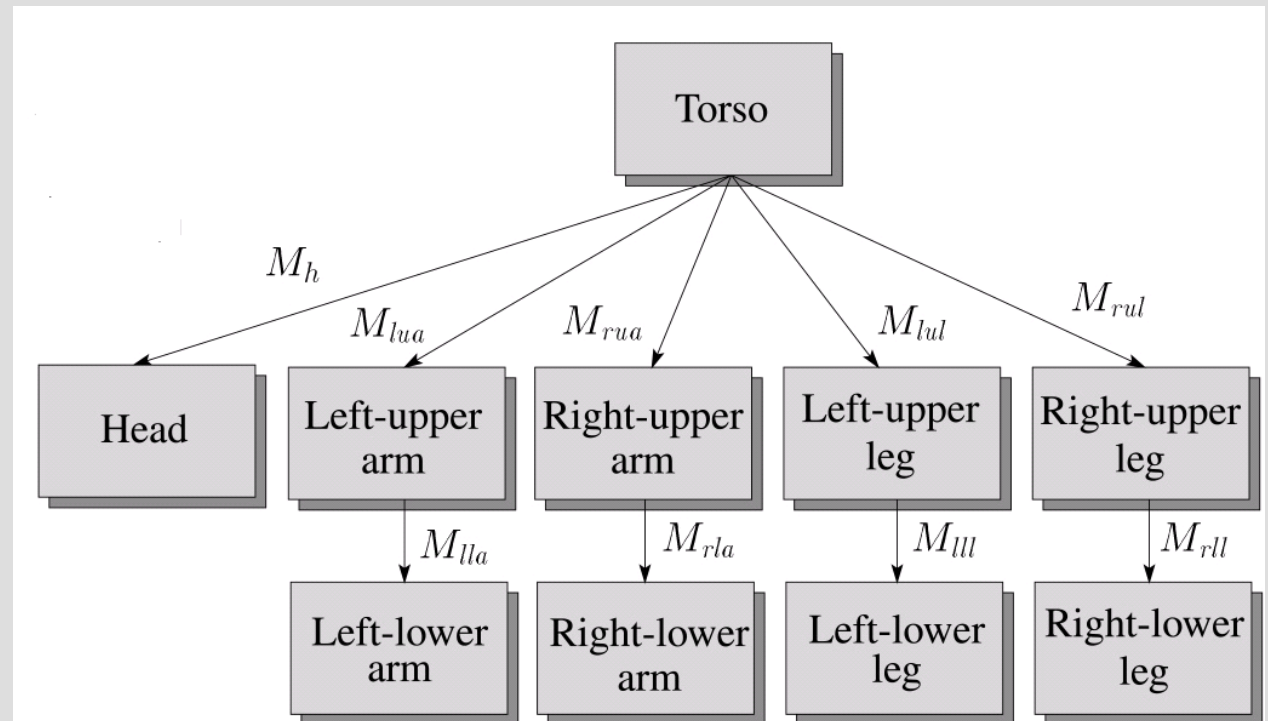 Torso
M_h
M_lua
M_rua
M_lul
M_rul
Head
Left-upper
arm
Right-upper
arm
Left-upper
leg
Right-upper
leg
M_lla
M_rla
M_lll
M_rll
Left-lower
arm
Right-lower
arm
Left-lower
leg
Right-lower
leg